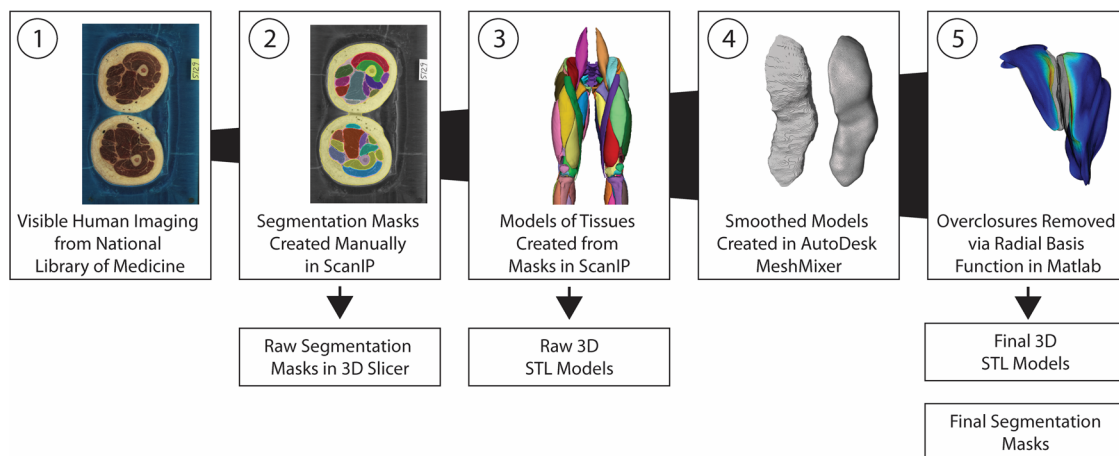 1
Visible Human Imaging
from National
Library of Medicine
2
Segmentation Masks
Created Manually
in ScanIP
3
Models of Tissues
Created from
Masks in ScanIP
4
Smoothed Models
Created in AutoDesk
MeshMixer
5
Overclosures Removed
via Radial Basis
Function in Matlab
Raw Segmentation
Masks in 3D Slicer
Raw 3D
STL Models
Final 3D
STL Models
Final Segmentation
Masks